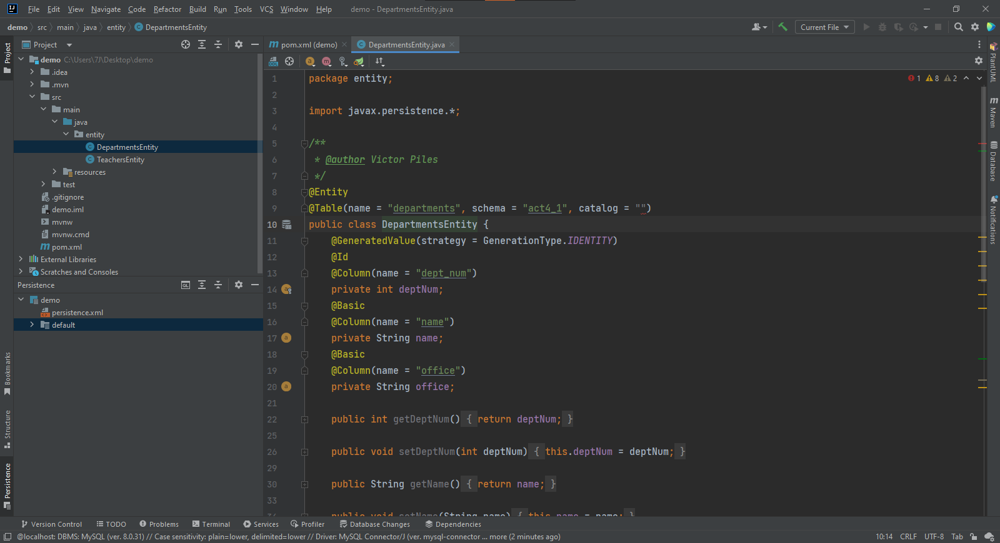 File Edit View Navigate Code Refactor Build Run Tools VCS Window Help demo - DepartmentsEntity.java
demo src main java entity DepartmentsEntity Current File
Project
pom.xml (demo) DepartmentsEntity.java
demo C:\Users\7J\Desktop\demo
.idea
.mvn
src
main
java
entity
DepartmentsEntity
TeachersEntity
resources
test
.gitignore
demo.iml
mvnw
mvnw.cmd
pom.xml
External Libraries
Scratches and Consoles
Persistence
demo
persistence.xml
default
1 package entity; 1 8 2
2
3 import javax.persistence.*;
4
5 /**
6 * @author Victor Piles
7 */
8 @Entity
9 @Table(name = "departments", schema = "act4_1", catalog = "")
10 public class DepartmentsEntity {
11 @GeneratedValue(strategy = GenerationType.IDENTITY)
12 @Id
13 @Column(name = "dept_num")
14 private int deptNum;
15 @Basic
16 @Column(name = "name")
17 private String name;
18 @Basic
19 @Column(name = "office")
20 private String office;
21
22 public int getDeptNum() { return deptNum; }
25
26 public void setDeptNum(int deptNum) { this.deptNum = deptNum; }
29
30 public String getName() { return name; }
33
34 public void setName(String name) { this.name = name; }
Project
Bookmarks
Structure
Persistence
PlantUML
Maven
Database
Notifications
Version Control TODO Problems Terminal Services Profiler Database Changes Dependencies
@localhost: DBMS: MySQL (ver. 8.0.31) // Case sensitivity: plain=lower, delimited=lower // Driver: MySQL Connector/J (ver. mysql-connector ... more (2 minutes ago) 10:14 CRLF UTF-8 Tab